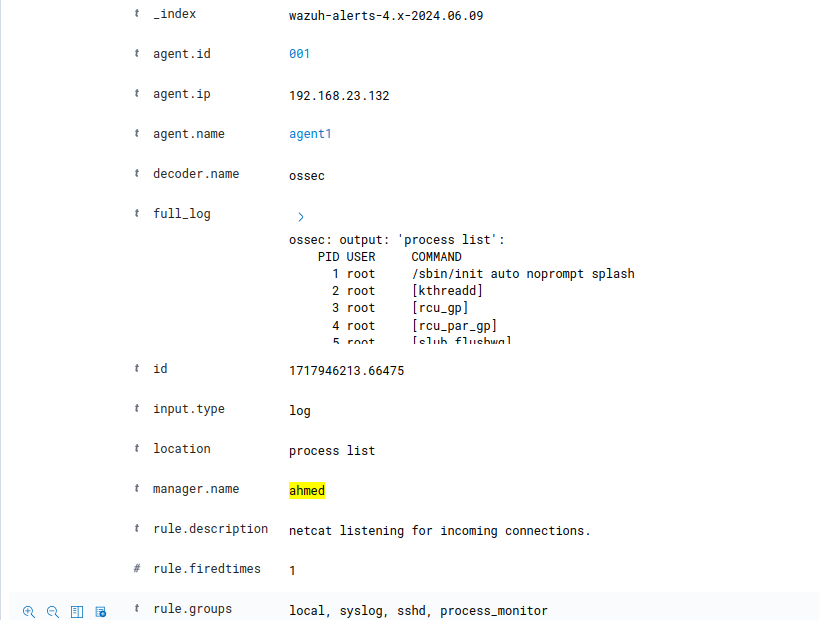 t _index wazuh-alerts-4.x-2024.06.09
t agent.id 001
t agent.ip 192.168.23.132
t agent.name agent1
t decoder.name ossec
t full_log
ossec: output: 'process list':
PID USER COMMAND
1 root /sbin/init auto noprompt splash
2 root [kthreadd]
3 root [rcu_gp]
4 root [rcu_par_gp]
5 root [slub_flushwq]
t id 1717946213.66475
t input.type log
t location process list
t manager.name ahmed
t rule.description netcat listening for incoming connections.
# rule.firedtimes 1
t rule.groups local, syslog, sshd, process_monitor